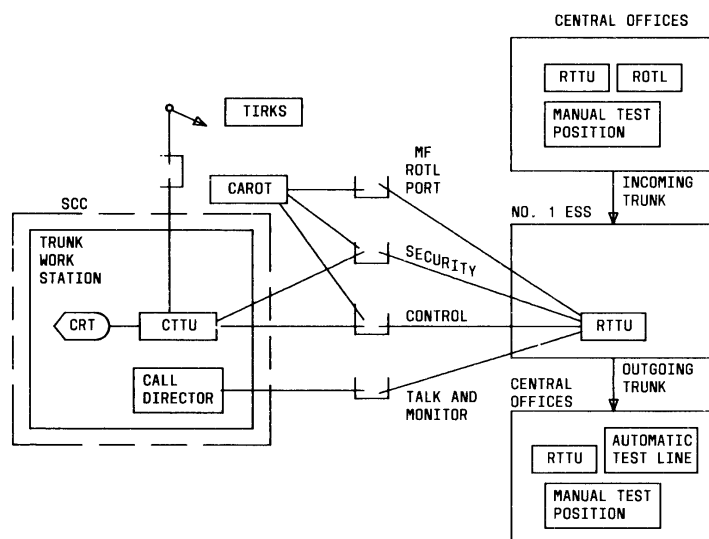 CENTRAL OFFICES
RTTU
ROTL
MANUAL TEST
POSITION
TIRKS
MF
ROTL
PORT
CAROT
INCOMING
TRUNK
SCC
NO. 1 ESS
TRUNK
WORK
STATION
SECURITY
CRT
CTTU
CONTROL
RTTU
CALL
DIRECTOR
TALK AND
MONITOR
OUTGOING
TRUNK
CENTRAL
OFFICES
RTTU
AUTOMATIC
TEST LINE
MANUAL TEST
POSITION